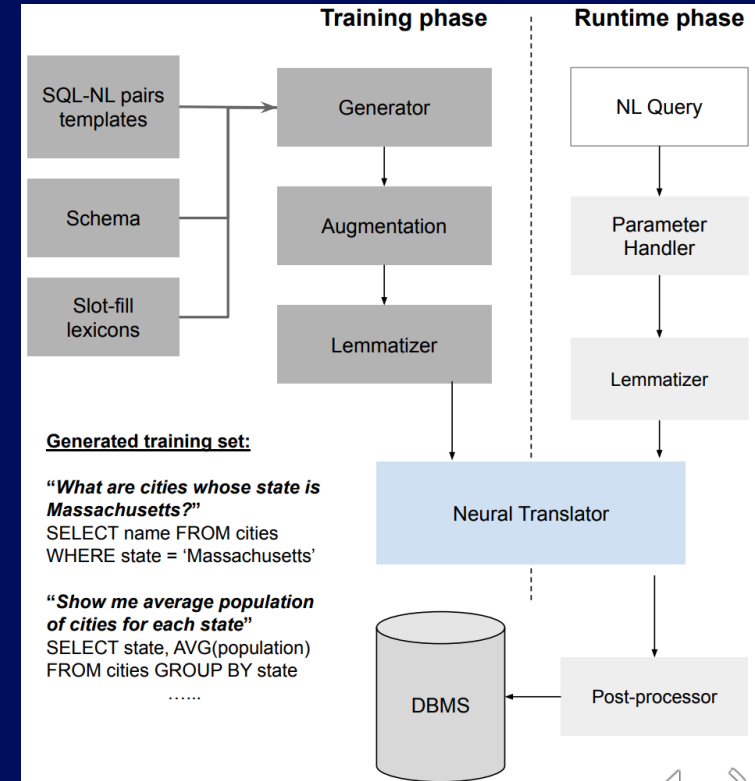 Training phase
Runtime phase
SQL-NL pairs
templates
Generator
NL Query
Schema
Augmentation
Parameter
Handler
Slot-fill
lexicons
Lemmatizer
Lemmatizer
Generated training set:
“What are cities whose state is
Massachusetts?”
SELECT name FROM cities
WHERE state = ‘Massachusetts’
“Show me average population
of cities for each state”
SELECT state, AVG(population)
FROM cities GROUP BY state
…...
Neural Translator
DBMS
Post-processor